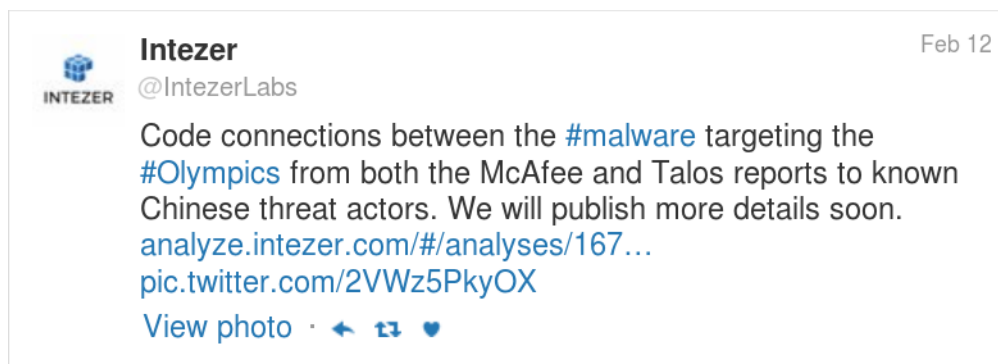 Intezer
Feb 12
@IntezerLabs
INTEZER
Code connections between the #malware targeting the
#Olympics from both the McAfee and Talos reports to known
Chinese threat actors. We will publish more details soon.
analyze.intezer.com/#/analyses/167…
pic.twitter.com/2VWz5PkyOX
View photo ·